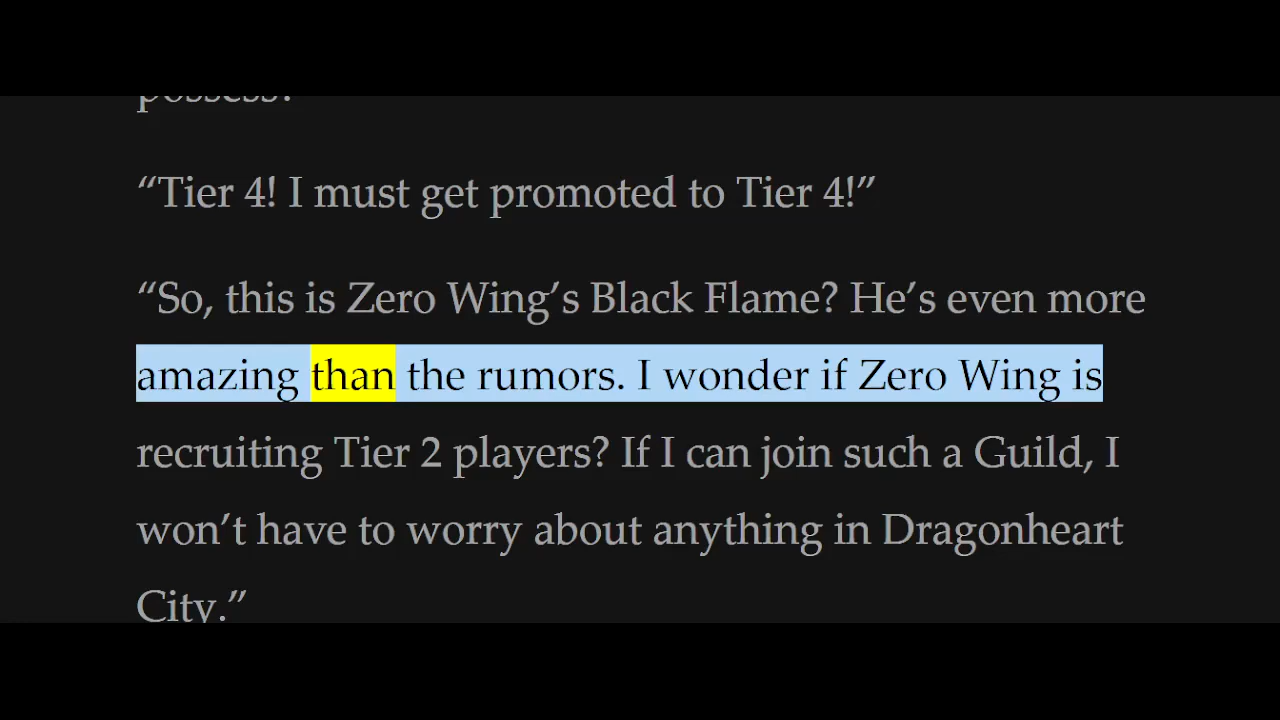 possess?
“Tier 4! I must get promoted to Tier 4!”
“So, this is Zero Wing’s Black Flame? He’s even more
amazing than the rumors. I wonder if Zero Wing is
recruiting Tier 2 players? If I can join such a Guild, I
won’t have to worry about anything in Dragonheart
City.”